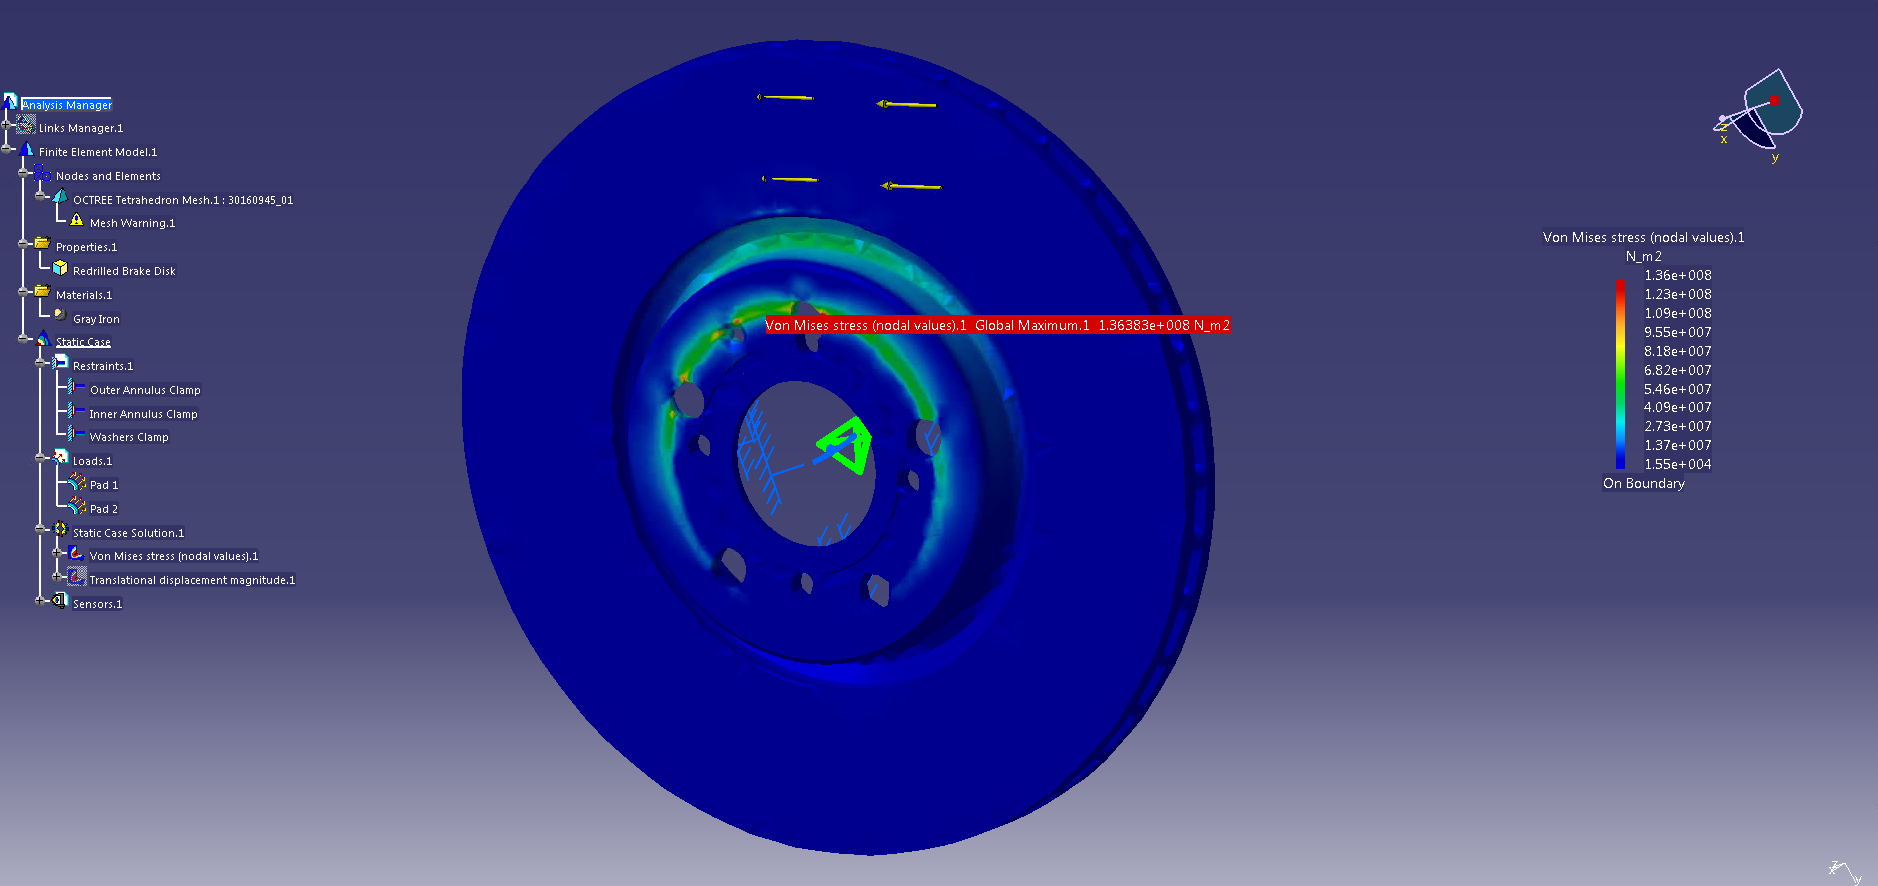 Analysis Manager
Links Manager.1
Finite Element Model.1
Nodes and Elements
OCTREE Tetrahedron Mesh.1 : 30160945_01
Mesh Warning.1
Properties.1
Redrilled Brake Disk
Materials.1
Gray Iron
Static Case
Restraints.1
Outer Annulus Clamp
Inner Annulus Clamp
Washers Clamp
Loads.1
Pad 1
Pad 2
Static Case Solution.1
Von Mises stress (nodal values).1
Translational displacement magnitude.1
Sensors.1
Von Mises stress (nodal values).1 Global Maximum.1 1.36383e+008 N_m2
z
x
y
Von Mises stress (nodal values).1
N_m2
1.36e+008
1.23e+008
1.09e+008
9.55e+007
8.18e+007
6.82e+007
5.46e+007
4.09e+007
2.73e+007
1.37e+007
1.55e+004
On Boundary
z
x
y